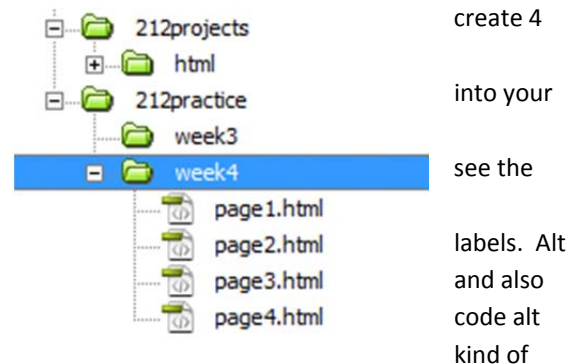 212projects
html
212practice
week3
week4
page1.html
page2.html
page3.html
page4.html
create 4
into your
see the
labels. Alt
and also
code alt
kind of